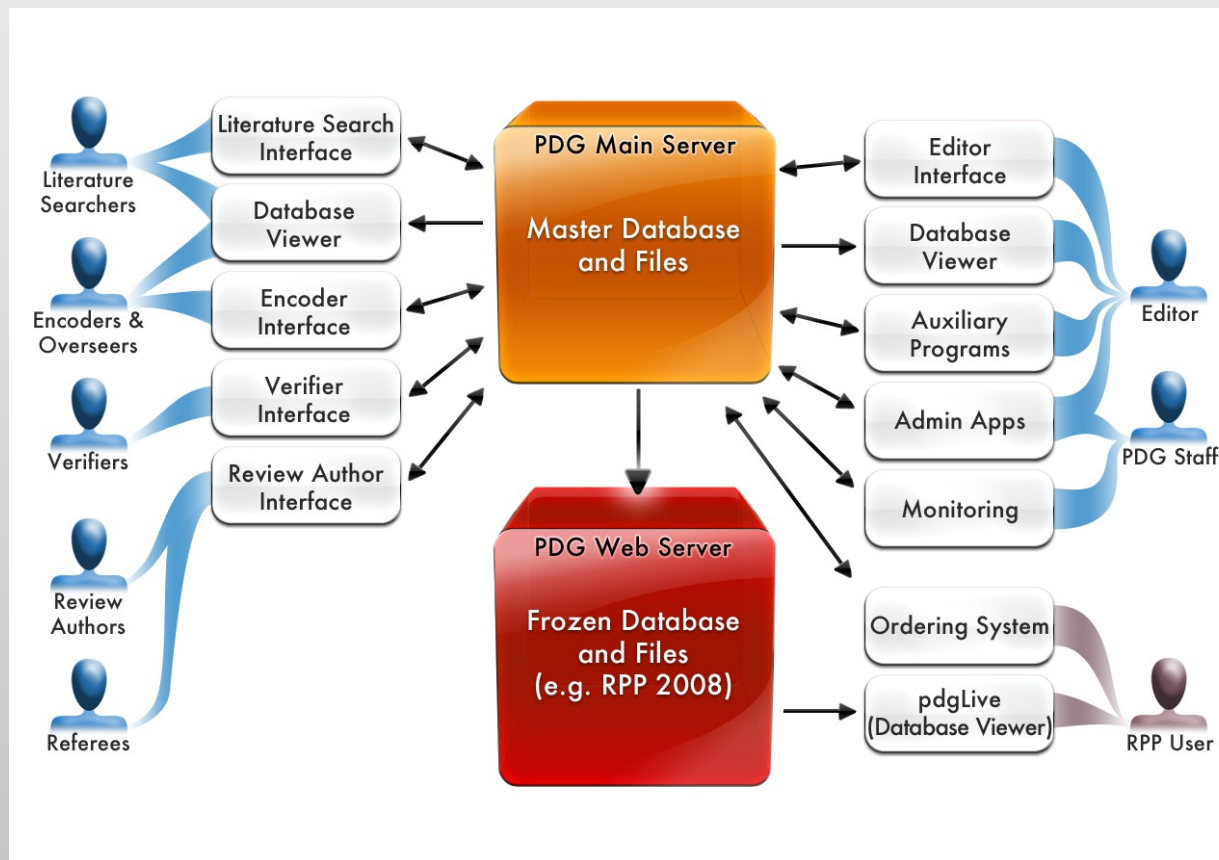 Literature Searchers
Encoders &
Overseers
Verifiers
Review
Authors
Referees
Literature Search
Interface
Database
Viewer
Encoder
Interface
Verifier
Interface
Review Author
Interface
PDG Main Server
Master Database
and Files
PDG Web Server
Frozen Database
and Files
(e.g. RPP 2008)
Editor
Interface
Database
Viewer
Auxiliary
Programs
Admin Apps
Monitoring
Ordering System
pdgLive
(Database Viewer)
Editor
PDG Staff
RPP User